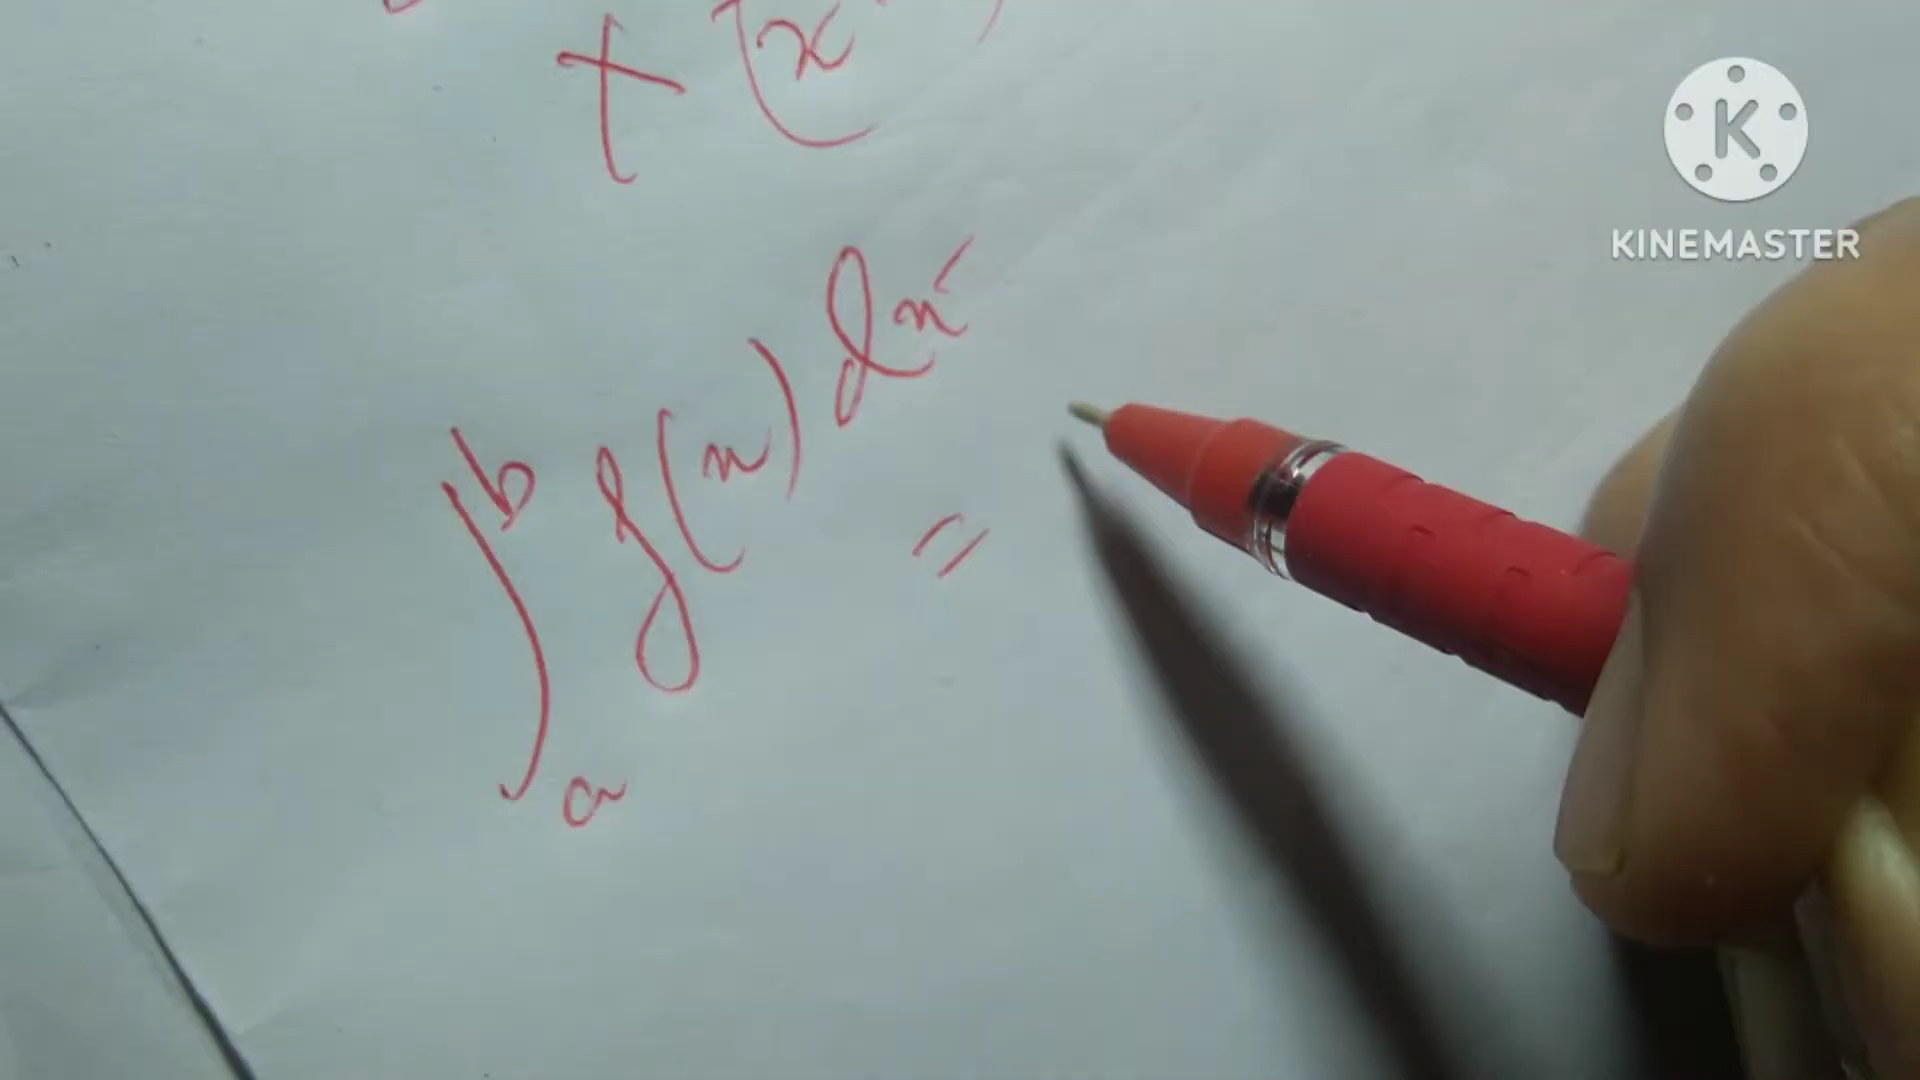 + (x
∫_a^b f(x) dx
=
K
KINEMASTER